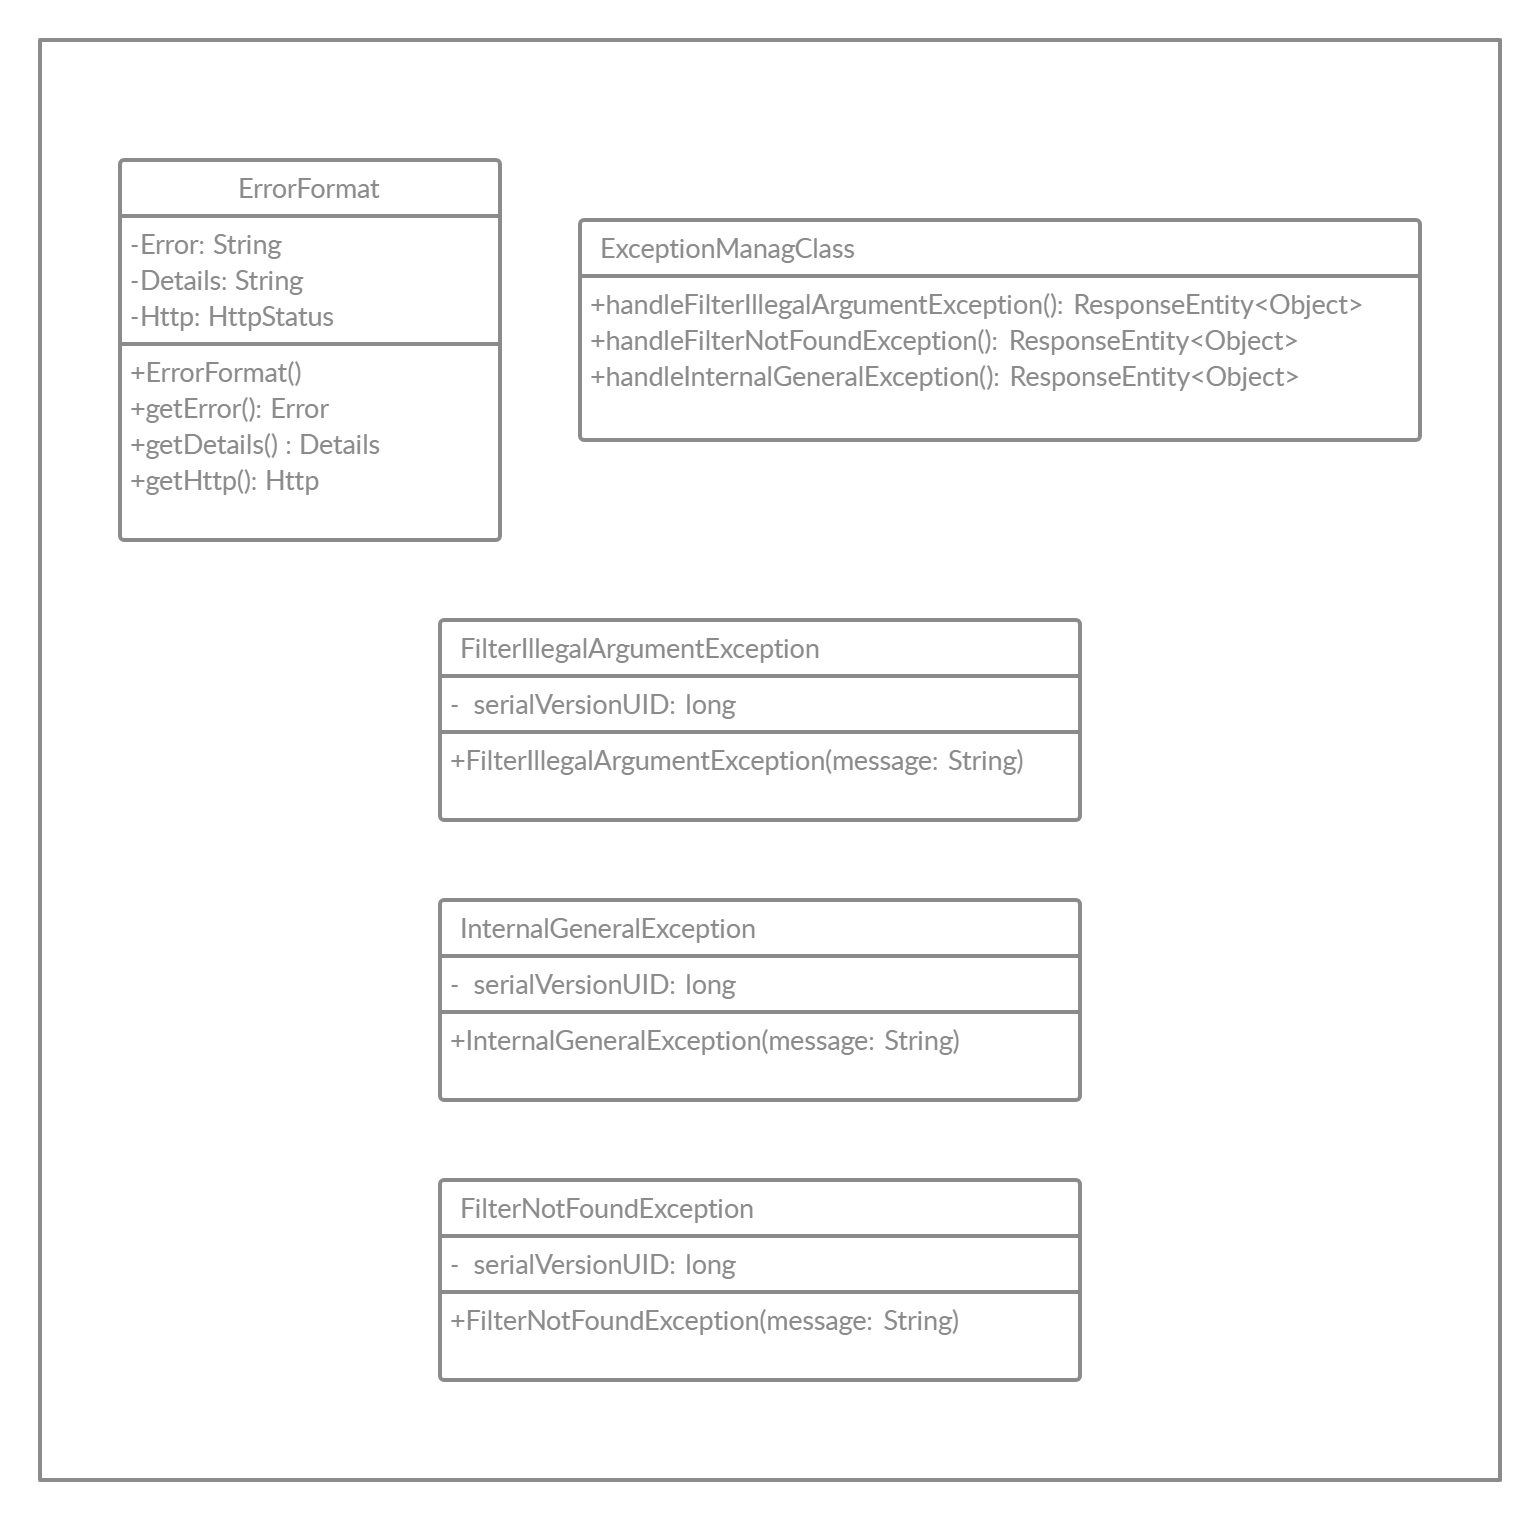 ErrorFormat
-Error: String
-Details: String
-Http: HttpStatus
+ErrorFormat()
+getError(): Error
+getDetails() : Details
+getHttp(): Http
ExceptionManagClass
+handleFilterIllegalArgumentException(): ResponseEntity<Object>
+handleFilterNotFoundException(): ResponseEntity<Object>
+handleInternalGeneralException(): ResponseEntity<Object>
FilterIllegalArgumentException
- serialVersionUID: long
+FilterIllegalArgumentException(message: String)
InternalGeneralException
- serialVersionUID: long
+InternalGeneralException(message: String)
FilterNotFoundException
- serialVersionUID: long
+FilterNotFoundException(message: String)